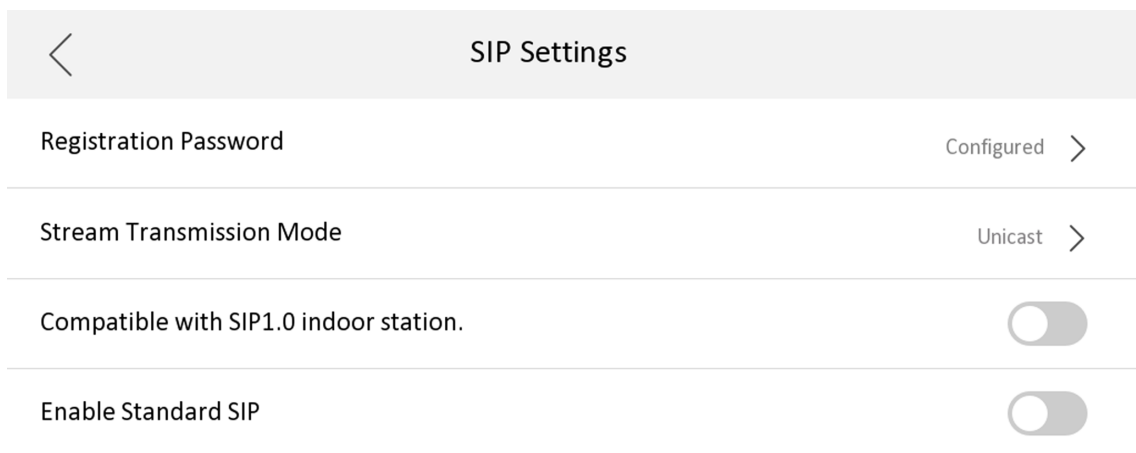 SIP Settings
Registration Password
Configured
Stream Transmission Mode
Unicast
Compatible with SIP1.0 indoor station.
Enable Standard SIP